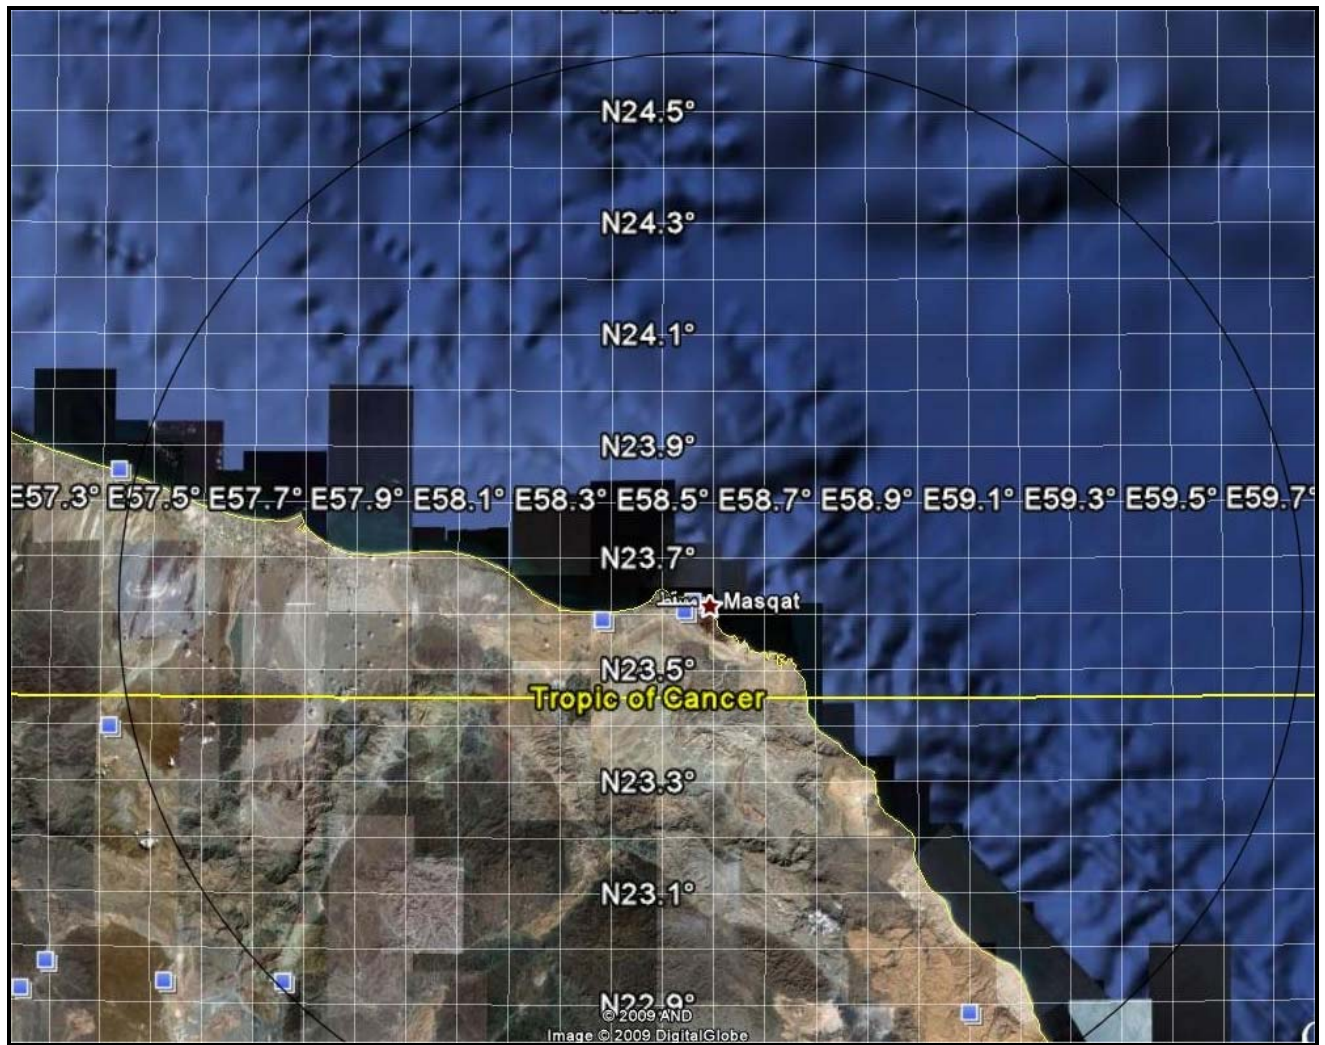 N24.5°
N24.3°
N24.1°
N23.9°
E57.3° E57.5° E57.7° E57.9° E58.1° E58.3° E58.5° E58.7° E58.9° E59.1° E59.3° E59.5° E59.7°
N23.7°
مسقط Masqat
N23.5°
Tropic of Cancer
N23.3°
N23.1°
N22.9°
© 2009 AND
Image © 2009 DigitalGlobe